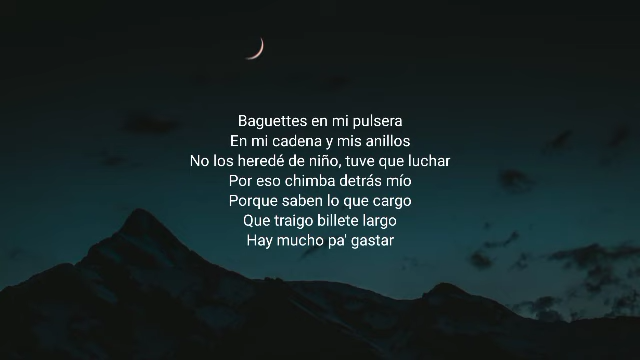 Baguettes en mi pulsera
En mi cadena y mis anillos
No los heredé de niño, tuve que luchar
Por eso chimba detrás mío
Porque saben lo que cargo
Que traigo billete largo
Hay mucho pa' gastar